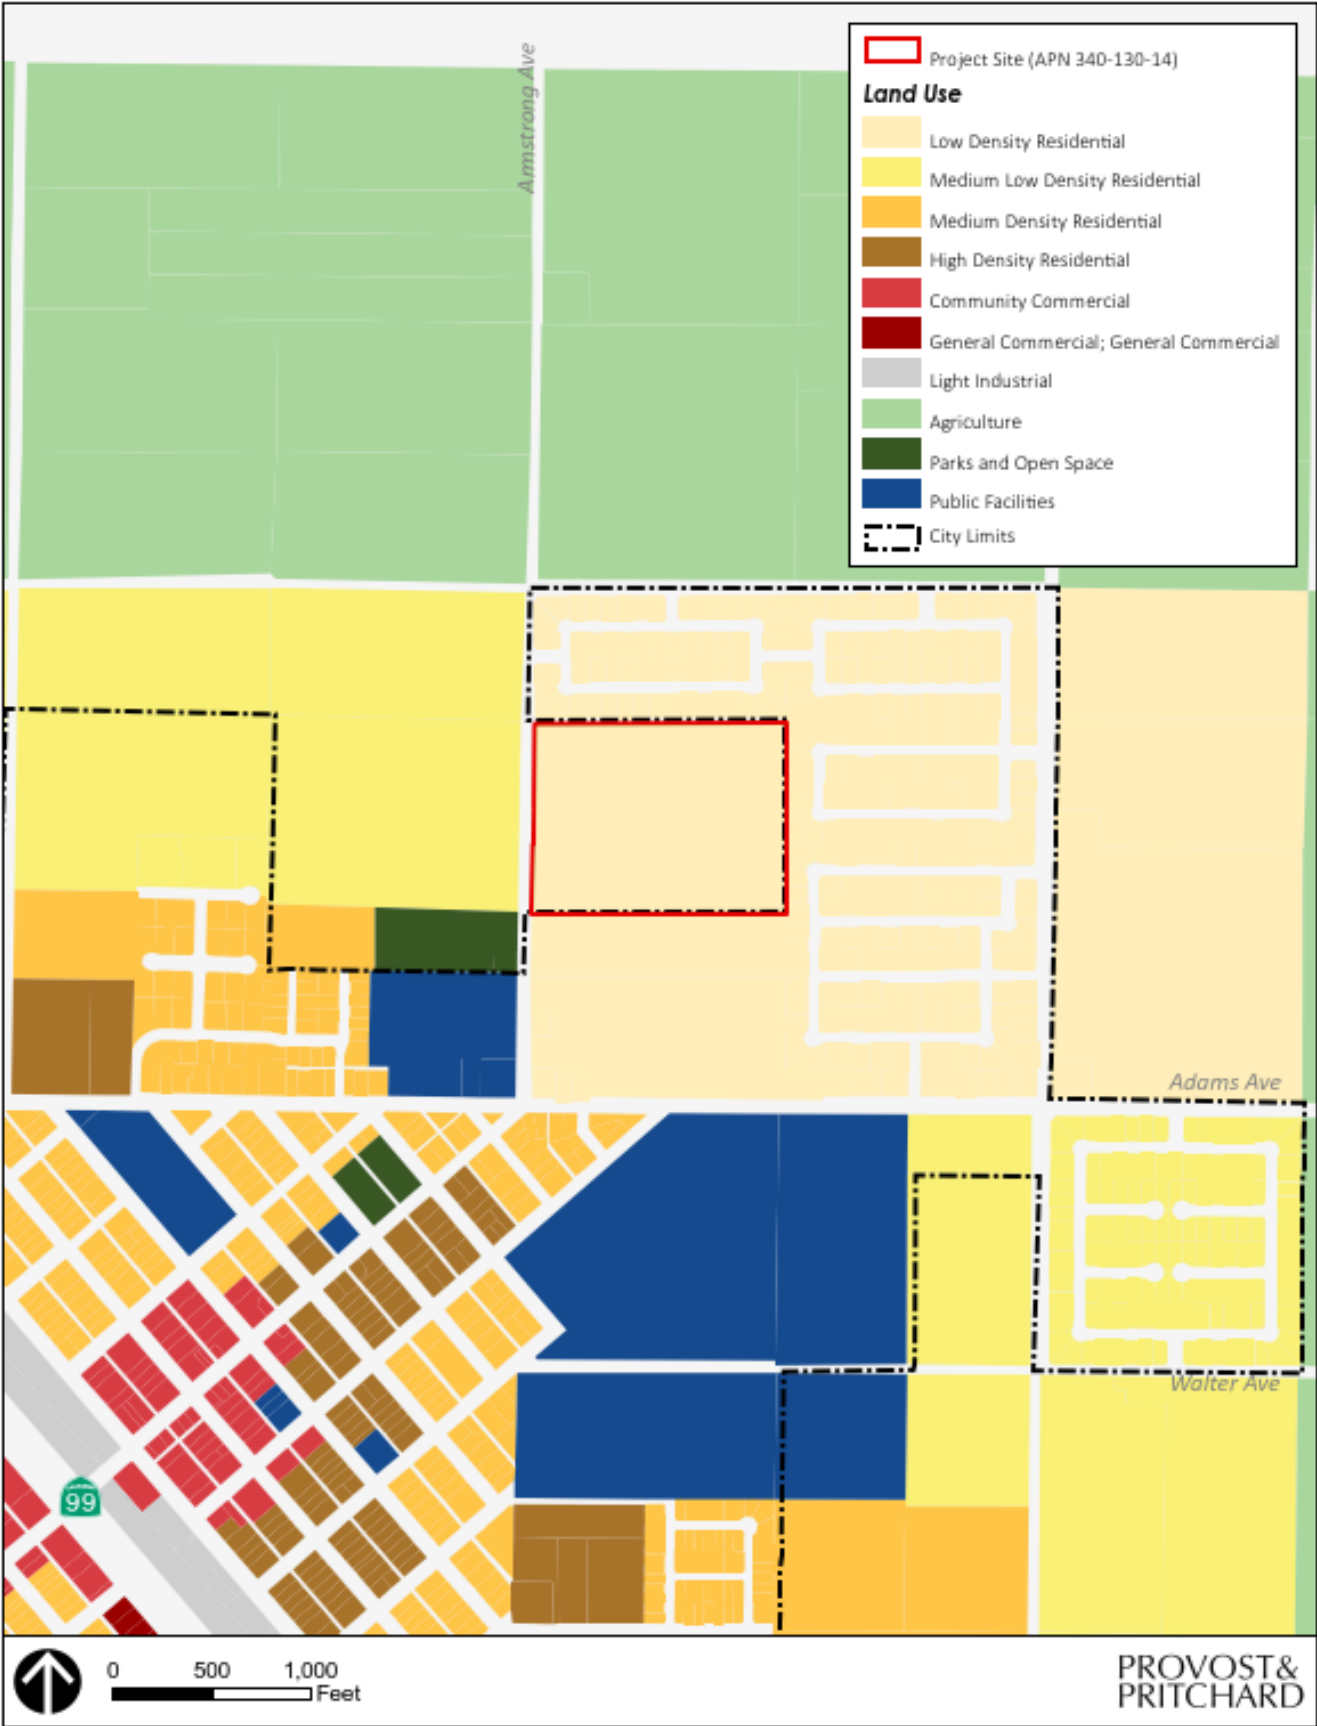 Armstrong Ave
Project Site (APN 340-130-14)
Land Use
Low Density Residential
Medium Low Density Residential
Medium Density Residential
High Density Residential
Community Commercial
General Commercial; General Commercial
Light Industrial
Agriculture
Parks and Open Space
Public Facilities
City Limits
Adams Ave
Walter Ave
99
0 500 1,000
Feet
PROVOST&
PRITCHARD